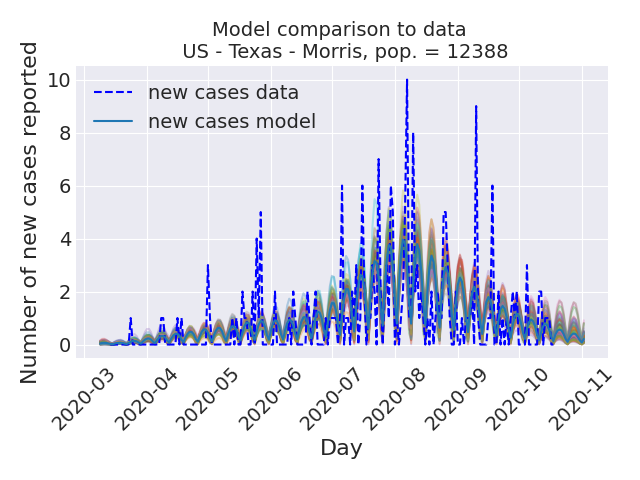 Model comparison to data
US - Texas - Morris, pop. = 12388
Number of new cases reported
10
8
6
4
2
0
new cases data
new cases model
2020-03
2020-04
2020-05
2020-06
2020-07
2020-08
2020-09
2020-10
2020-11
Day